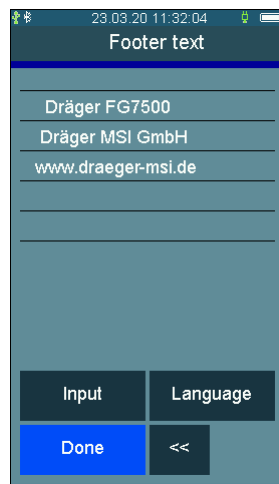 23.03.20 11:32:04
Footer text
Dräger FG7500
Dräger MSI GmbH
www.draeger-msi.de
Input Language
Done <<